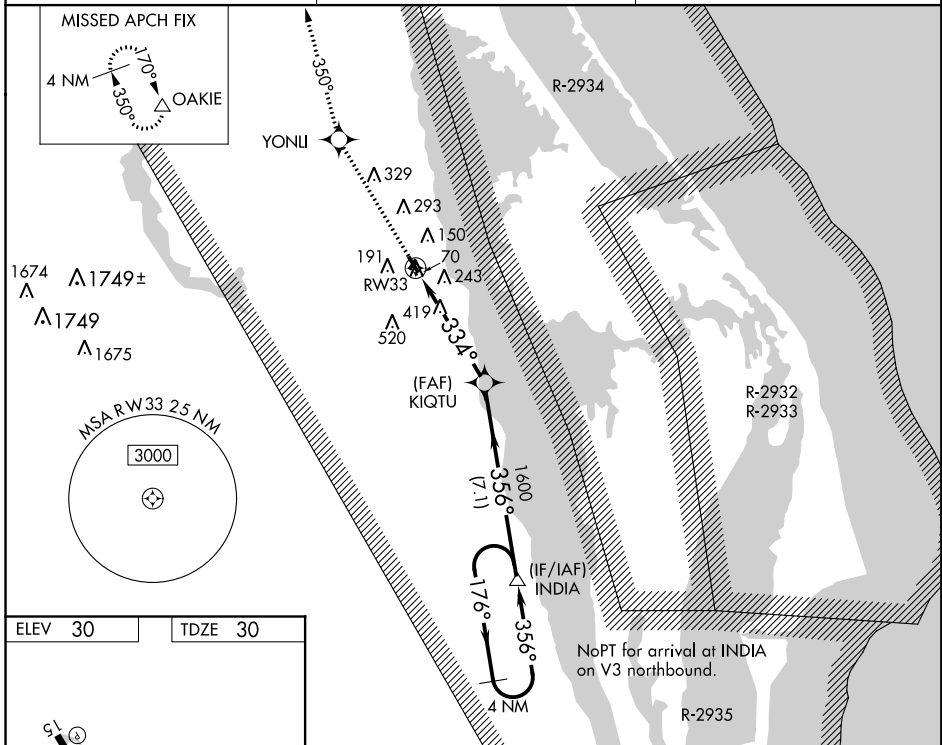 MISSED APCH FIX
4 NM
170°
350°
OAKIE
350°
YONLI
R-2934
329
293
150
191
70
RW33
243
419
520
334°
1674
1749±
1749
1675
(FAF)
KIQTU
R-2932
R-2933
MSA RW33 25 NM
3000
1600
356°
(7.1)
(IF/IAF)
INDIA
176°
356°
4 NM
NoPT for arrival at INDIA
on V3 northbound.
R-2935
ELEV 30
TDZE 30
15
P